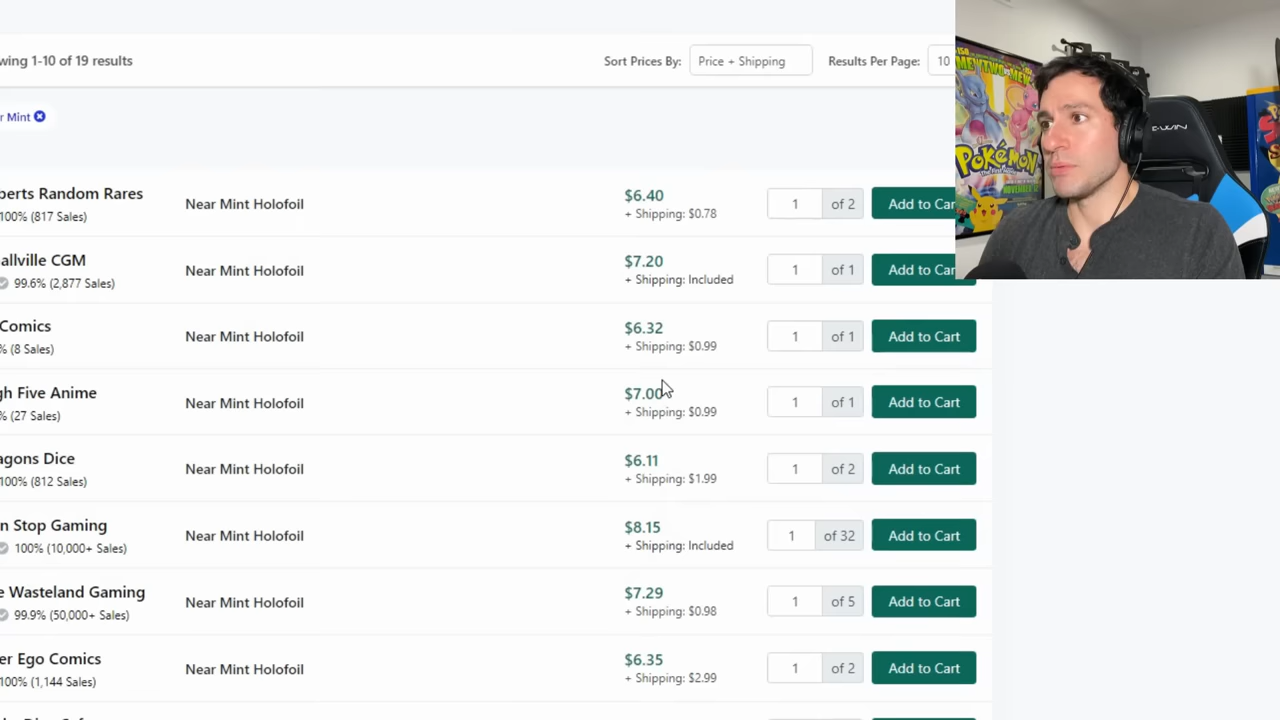 wing 1-10 of 19 results
Sort Prices By: Price + Shipping Results Per Page: 10
r Mint
perts Random Rares
100% (817 Sales)
Near Mint Holofoil
$6.40
+ Shipping: $0.78
1 of 2
Add to Car
allville CGM
99.6% (2,877 Sales)
Near Mint Holofoil
$7.20
+ Shipping: Included
1 of 1
Add to Ca
Comics
% (8 Sales)
Near Mint Holofoil
$6.32
+ Shipping: $0.99
1 of 1
Add to Cart
gh Five Anime
% (27 Sales)
Near Mint Holofoil
$7.00
+ Shipping: $0.99
1 of 1
Add to Cart
agons Dice
100% (812 Sales)
Near Mint Holofoil
$6.11
+ Shipping: $1.99
1 of 2
Add to Cart
n Stop Gaming
100% (10,000+ Sales)
Near Mint Holofoil
$8.15
+ Shipping: Included
1 of 32
Add to Cart
e Wasteland Gaming
99.9% (50,000+ Sales)
Near Mint Holofoil
$7.29
+ Shipping: $0.98
1 of 5
Add to Cart
er Ego Comics
100% (1,144 Sales)
Near Mint Holofoil
$6.35
+ Shipping: $2.99
1 of 2
Add to Cart
Pokémon
E-WIN